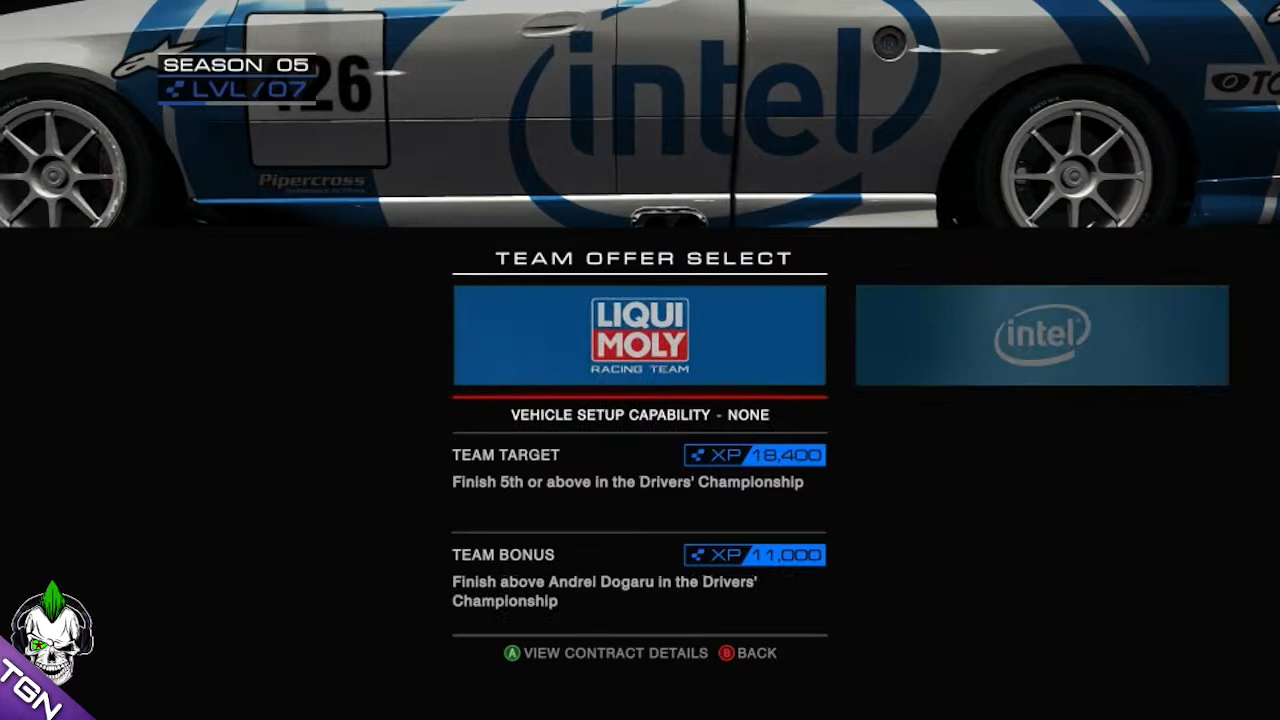 SEASON 05
LVL/07
26
intel
Pipercross
TEAM OFFER SELECT
LIQUI
MOLY
RACING TEAM
intel
VEHICLE SETUP CAPABILITY - NONE
TEAM TARGET
XP 18,400
Finish 5th or above in the Drivers' Championship
TEAM BONUS
XP 11,000
Finish above Andrei Dogaru in the Drivers'
Championship
A VIEW CONTRACT DETAILS B BACK
TGN